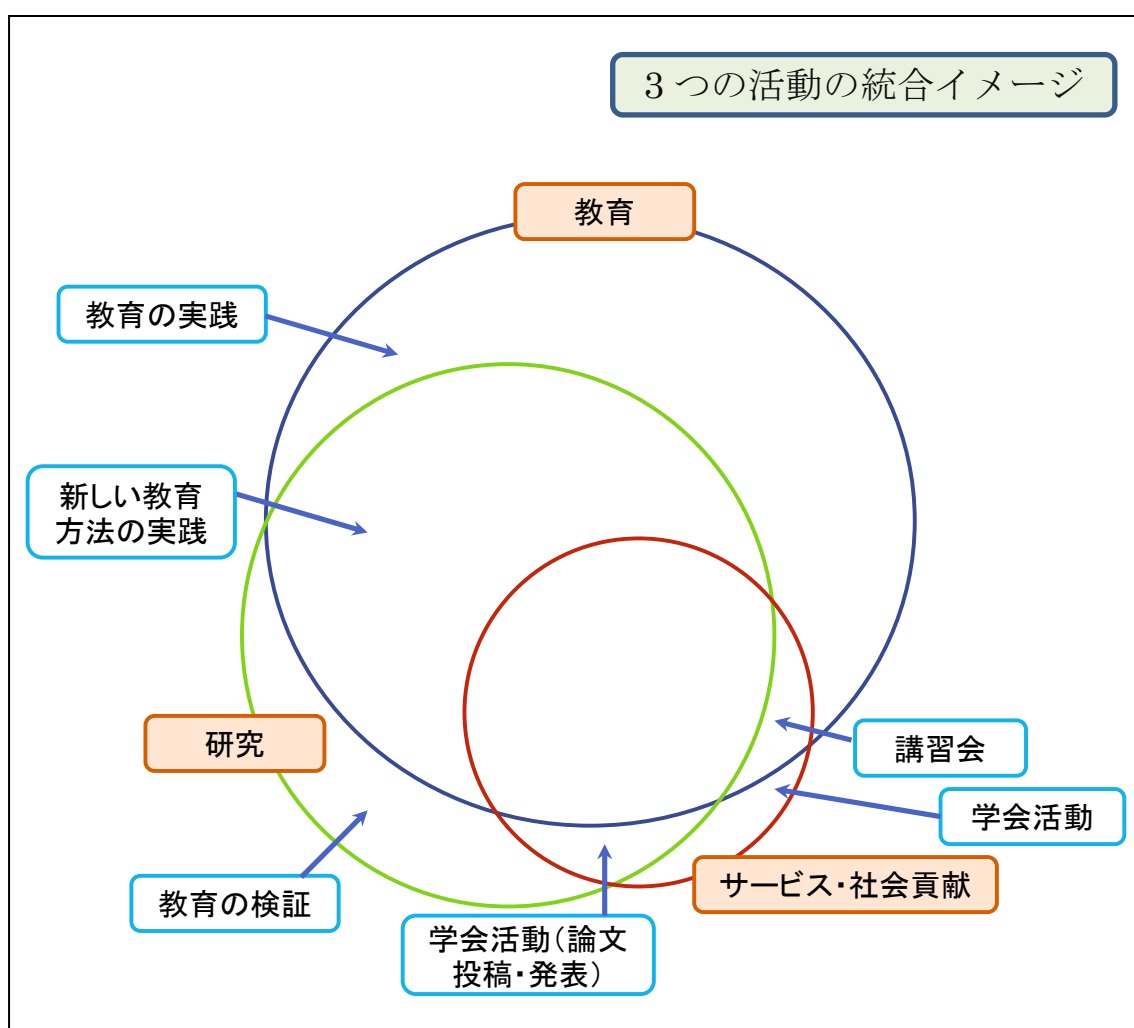 ３つの活動の統合イメージ
教育
教育の実践
新しい教育
方法の実践
研究
講習会
学会活動
サービス・社会貢献
教育の検証
学会活動（論文
投稿・発表）